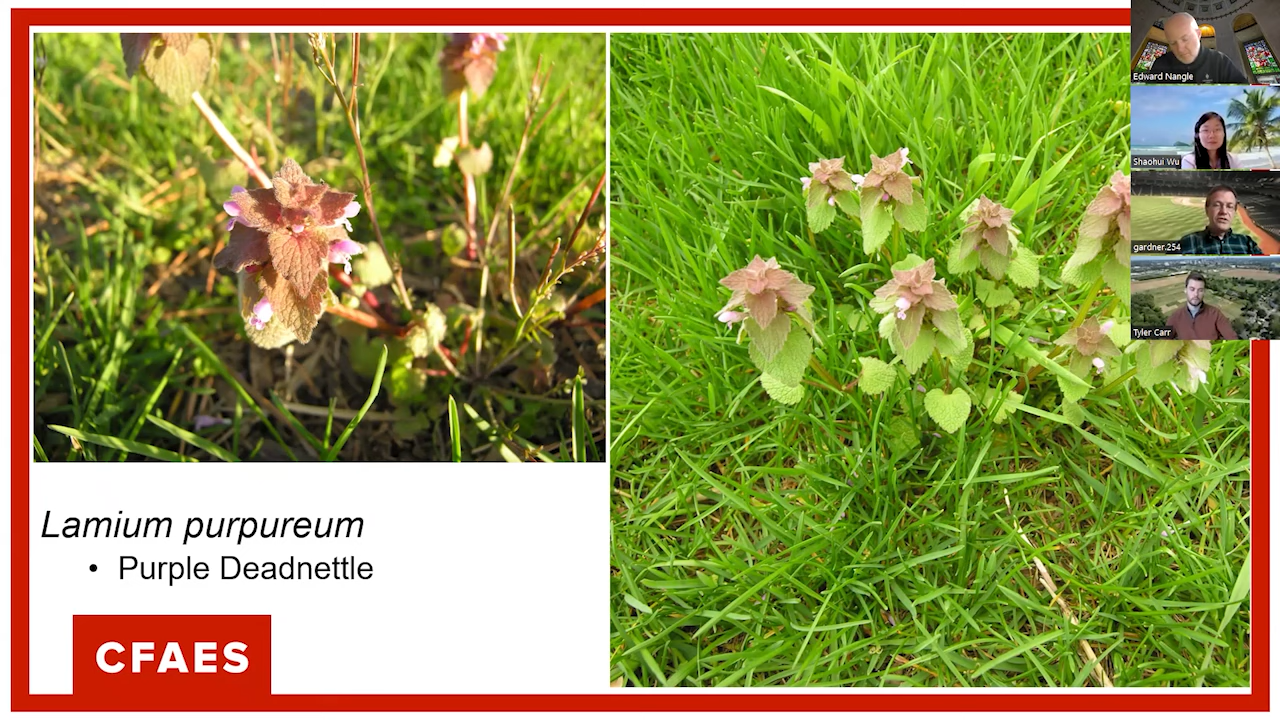 Edward Nangle
Shaohui Wu
gardner.254
Tyler Carr
Lamium purpureum
• Purple Deadnettle
CFAES